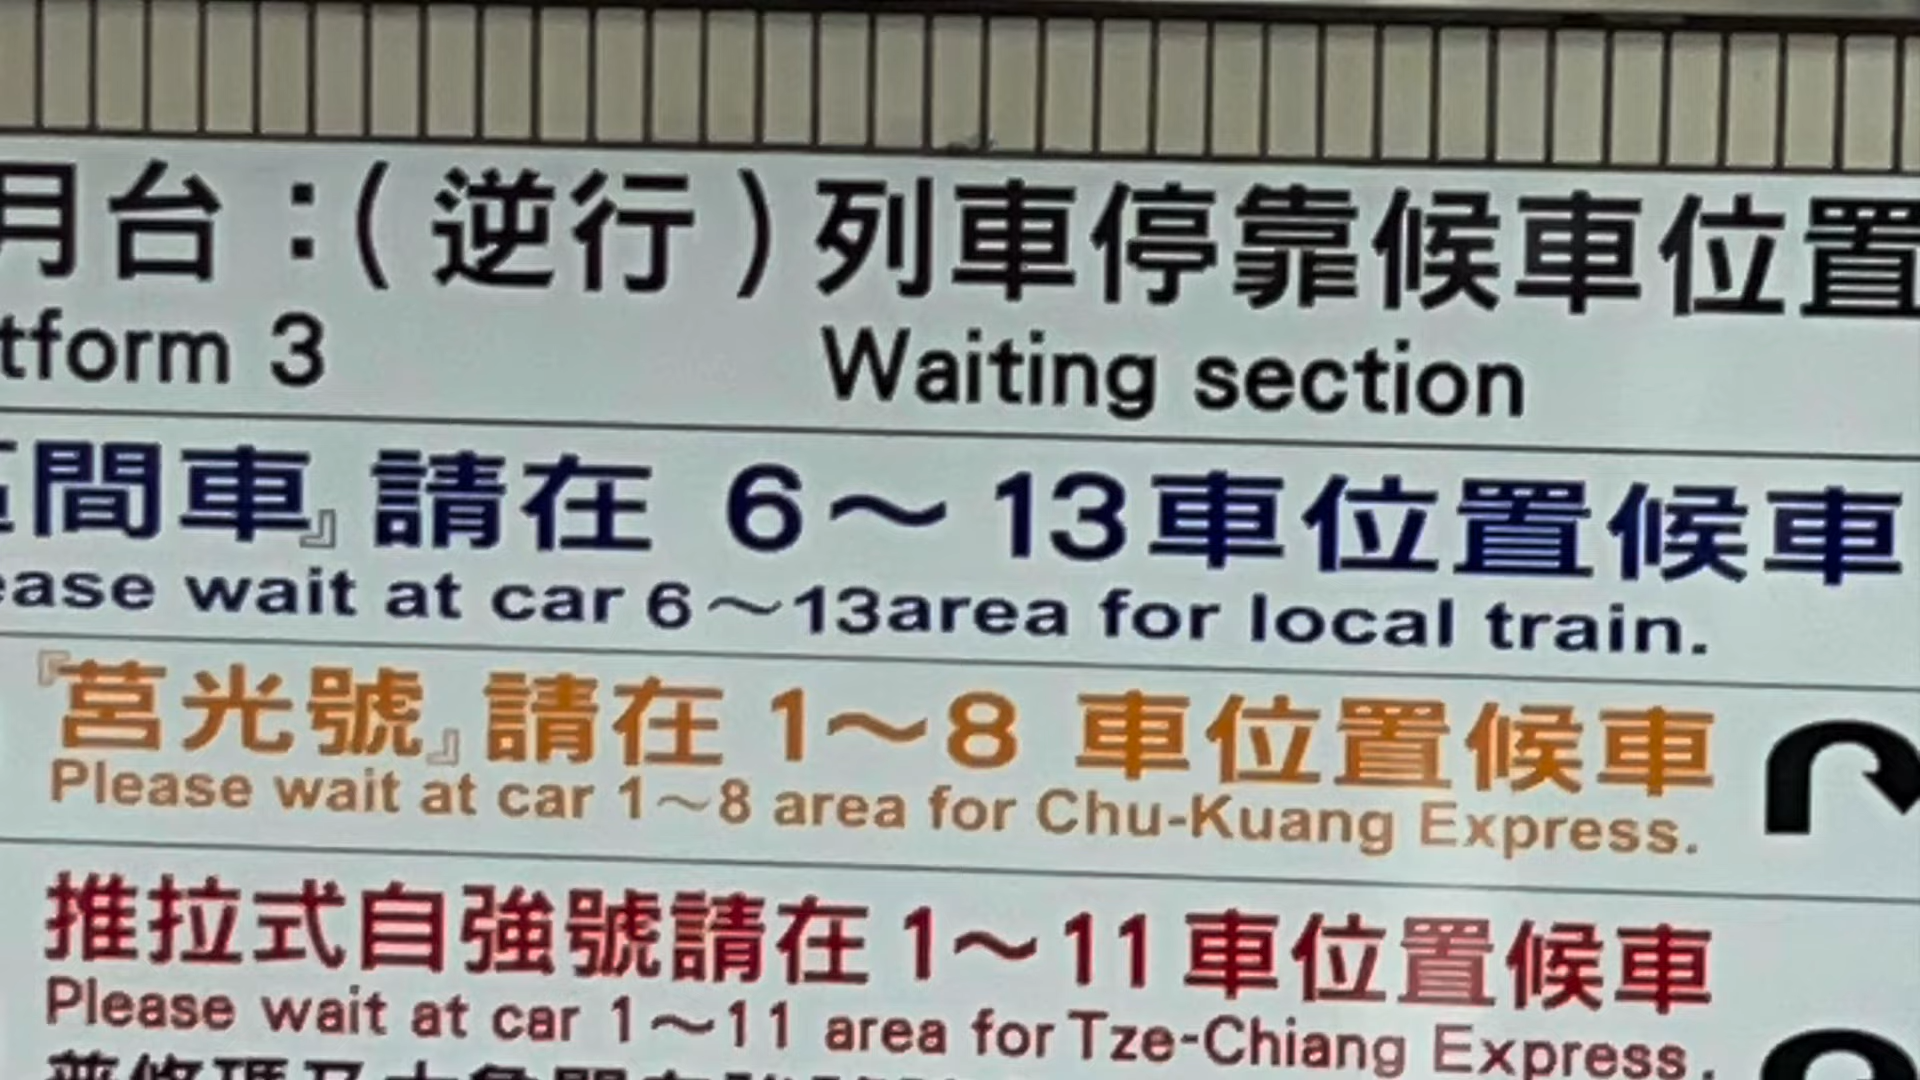 月台：(逆行)列車停靠候車位置
tform 3 Waiting section
區間車』請在 6～13車位置候車
ease wait at car 6～13area for local train.
『莒光號』請在 1～8 車位置候車
Please wait at car 1～8 area for Chu-Kuang Express.
推拉式自強號請在 1～11 車位置候車
Please wait at car 1～11 area for Tze-Chiang Express.